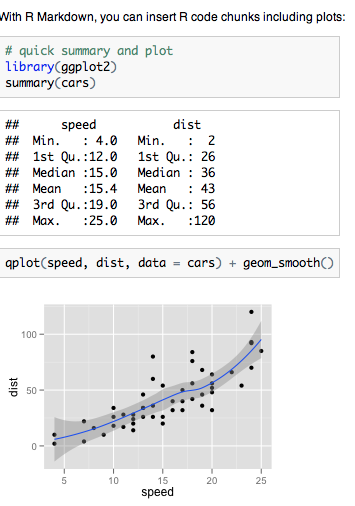 With R Markdown, you can insert R code chunks including plots:
# quick summary and plot
library(ggplot2)
summary(cars)
##      speed           dist
##  Min.   : 4.0   Min.   :  2
##  1st Qu.:12.0   1st Qu.: 26
##  Median :15.0   Median : 36
##  Mean   :15.4   Mean   : 43
##  3rd Qu.:19.0   3rd Qu.: 56
##  Max.   :25.0   Max.   :120
qplot(speed, dist, data = cars) + geom_smooth()
100
50
0
dist
5 10 15 20 25
speed